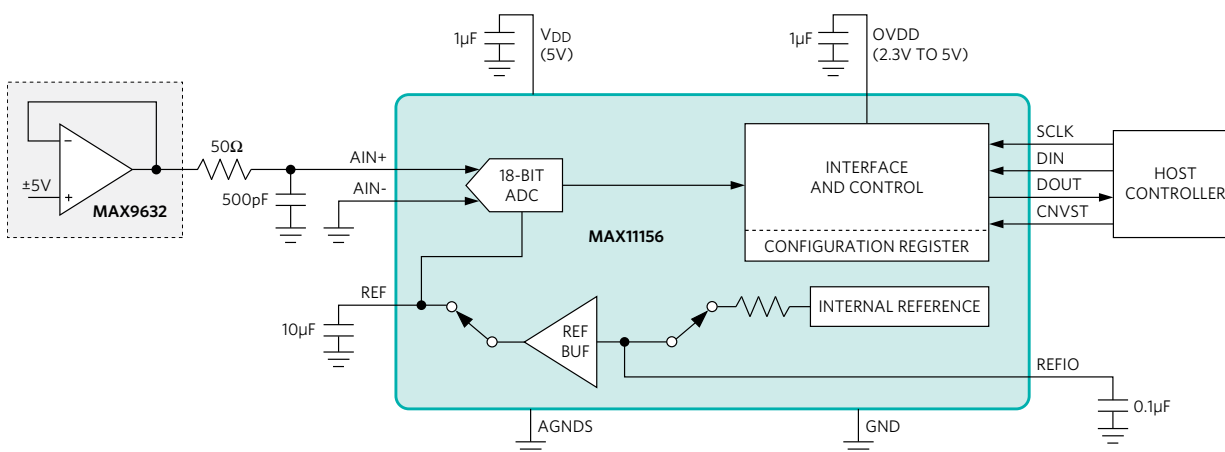 1µF
VDD
(5V)
1µF
OVDD
(2.3V TO 5V)
−
+
±5V
MAX9632
50Ω
500pF
AIN+
AIN-
18-BIT
ADC
MAX11156
INTERFACE
AND CONTROL
CONFIGURATION REGISTER
SCLK
DIN
DOUT
CNVST
HOST
CONTROLLER
REF
10µF
REF
BUF
INTERNAL REFERENCE
REFIO
0.1µF
AGNDS
GND